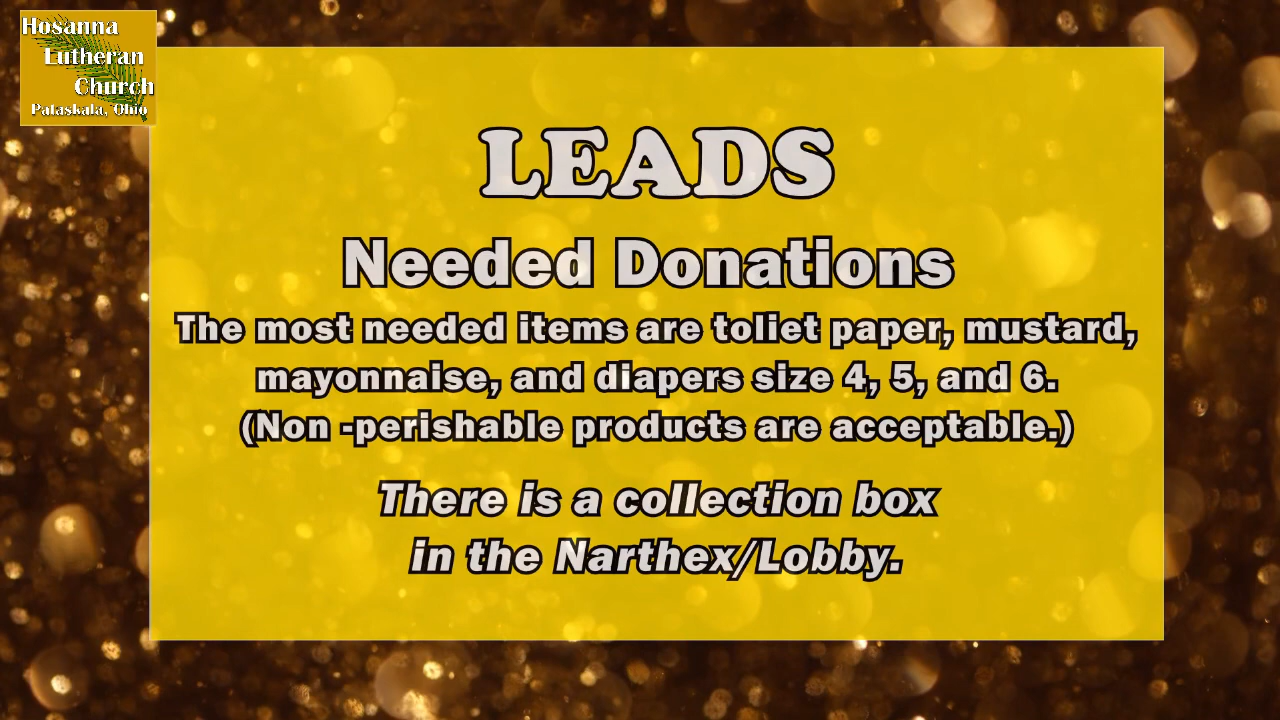 Hosanna
Lutheran
Church
Pataskala, Ohio
LEADS
Needed Donations
The most needed items are toliet paper, mustard,
mayonnaise, and diapers size 4, 5, and 6.
(Non -perishable products are acceptable.)
There is a collection box
in the Narthex/Lobby.